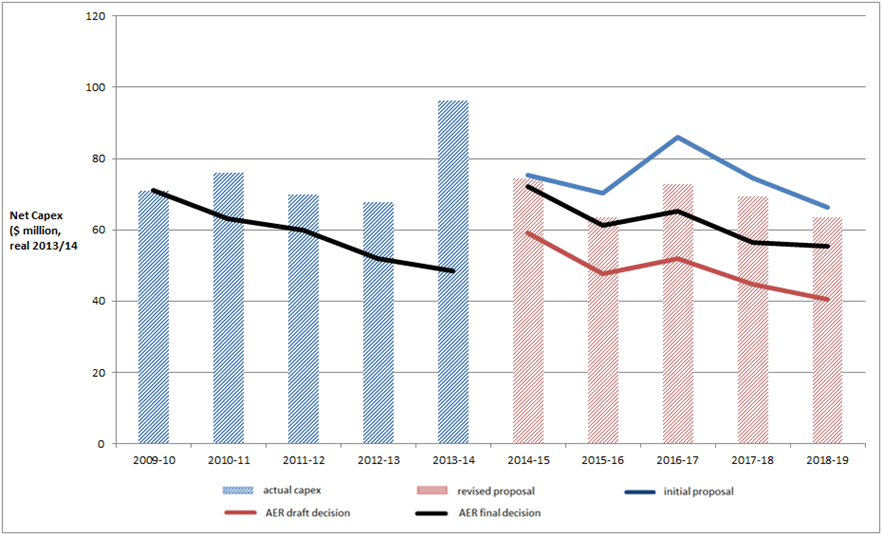 120
100
80
60
40
20
0
Net Capex
($ million,
real 2013/14
2009-10 2010-11 2011-12 2012-13 2013-14 2014-15 2015-16 2016-17 2017-18 2018-19
actual capex revised proposal initial proposal
AER draft decision AER final decision